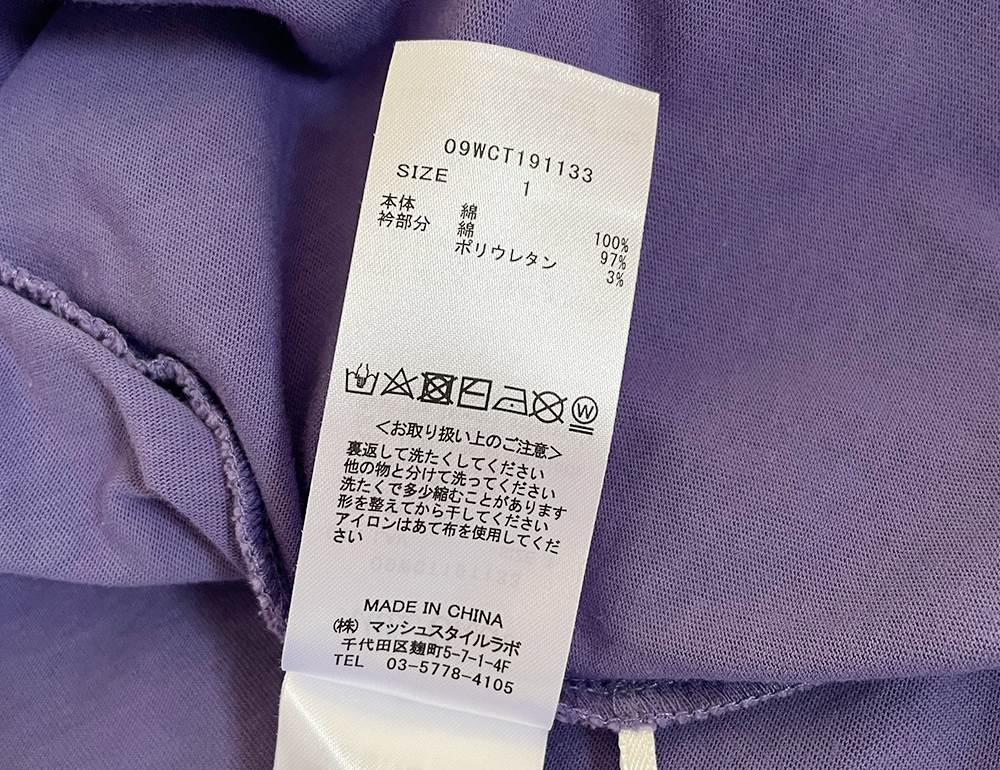 09WCT191133
SIZE 1
本体 綿 100%
衿部分 綿 97%
ポリウレタン 3%
W
<お取り扱い上のご注意>
裏返して洗たくしてください
他の物と分けて洗ってください
洗たくで多少縮むことがあります
形を整えてから干してください
アイロンはあて布を使用してくだ
さい
MADE IN CHINA
(株) マッシュスタイルラボ
千代田区麹町5-7-1-4F
TEL 03-5778-4105